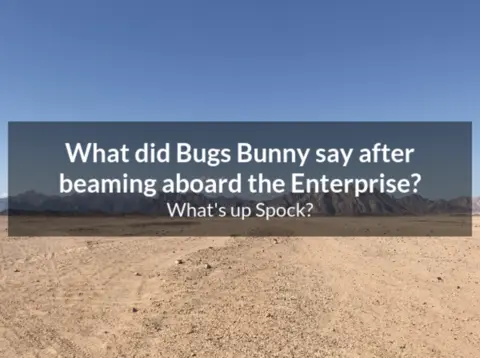 What did Bugs Bunny say after
beaming aboard the Enterprise?
What's up Spock?